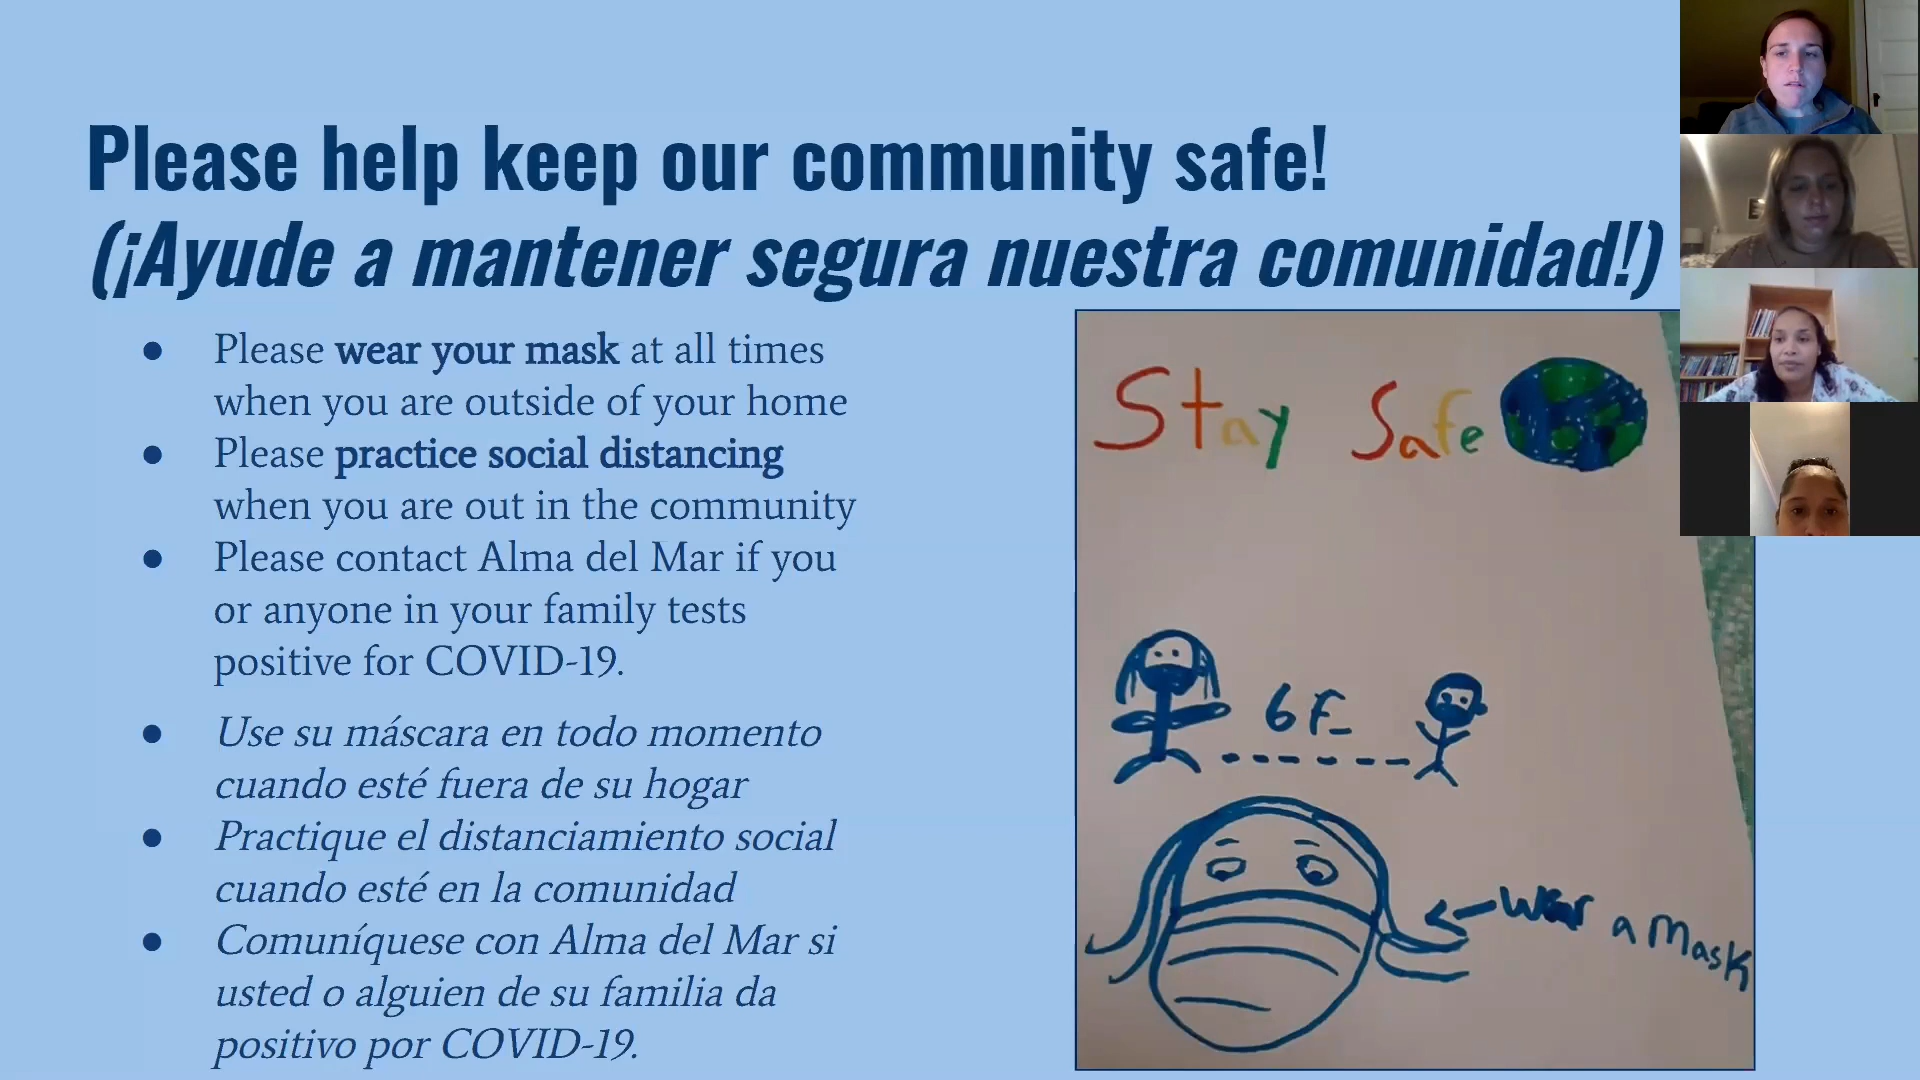 Please help keep our community safe!
(¡Ayude a mantener segura nuestra comunidad!)
● Please wear your mask at all times
when you are outside of your home
● Please practice social distancing
when you are out in the community
● Please contact Alma del Mar if you
or anyone in your family tests
positive for COVID-19.
● Use su máscara en todo momento
cuando esté fuera de su hogar
● Practique el distanciamiento social
cuando esté en la comunidad
● Comuníquese con Alma del Mar si
usted o alguien de su familia da
positivo por COVID-19.
Stay Safe
6 F
Wear a Mask